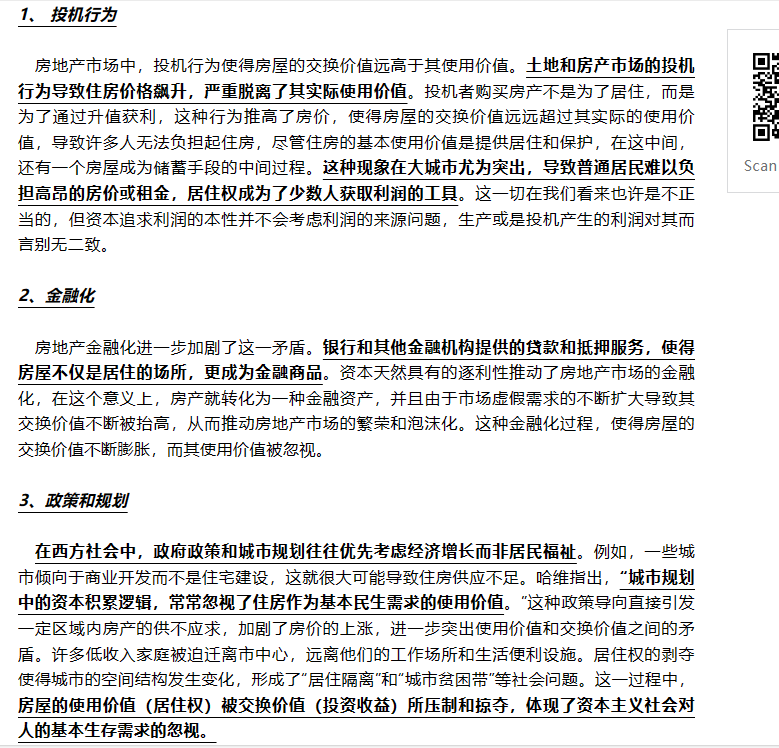 1、 投机行为
房地产市场中，投机行为使得房屋的交换价值远高于其使用价值。土地和房产市场的投机
行为导致住房价格飙升，严重脱离了其实际使用价值。投机者购买房产不是为了居住，而是
为了通过升值获利，这种行为推高了房价，使得房屋的交换价值远远超过其实际的使用价
值，导致许多人无法负担起住房，尽管住房的基本使用价值是提供居住和保护，在这中间，
还有一个房屋成为储蓄手段的中间过程。这种现象在大城市尤为突出，导致普通居民难以负
担高昂的房价或租金，居住权成为了少数人获取利润的工具。这一切在我们看来也许是不正
当的，但资本追求利润的本性并不会考虑利润的来源问题，生产或是投机产生的利润对其而
言别无二致。
2、金融化
房地产金融化进一步加剧了这一矛盾。银行和其他金融机构提供的贷款和抵押服务，使得
房屋不仅是居住的场所，更成为金融商品。资本天然具有的逐利性推动了房地产市场的金融
化，在这个意义上，房产就转化为一种金融资产，并且由于市场虚假需求的不断扩大导致其
交换价值不断被抬高，从而推动房地产市场的繁荣和泡沫化。这种金融化过程，使得房屋的
交换价值不断膨胀，而其使用价值被忽视。
3、政策和规划
在西方社会中，政府政策和城市规划往往优先考虑经济增长而非居民福祉。例如，一些城
市倾向于商业开发而不是住宅建设，这就很大可能导致住房供应不足。哈维指出，“城市规划
中的资本积累逻辑，常常忽视了住房作为基本民生需求的使用价值。”这种政策导向直接引发
一定区域内房产的供不应求，加剧了房价的上涨，进一步突出使用价值和交换价值之间的矛
盾。许多低收入家庭被迫迁离市中心，远离他们的工作场所和生活便利设施。居住权的剥夺
使得城市的空间结构发生变化，形成了“居住隔离”和“城市贫困带”等社会问题。这一过程中，
房屋的使用价值（居住权）被交换价值（投资收益）所压制和掠夺，体现了资本主义社会对
人的基本生存需求的忽视。
Scan